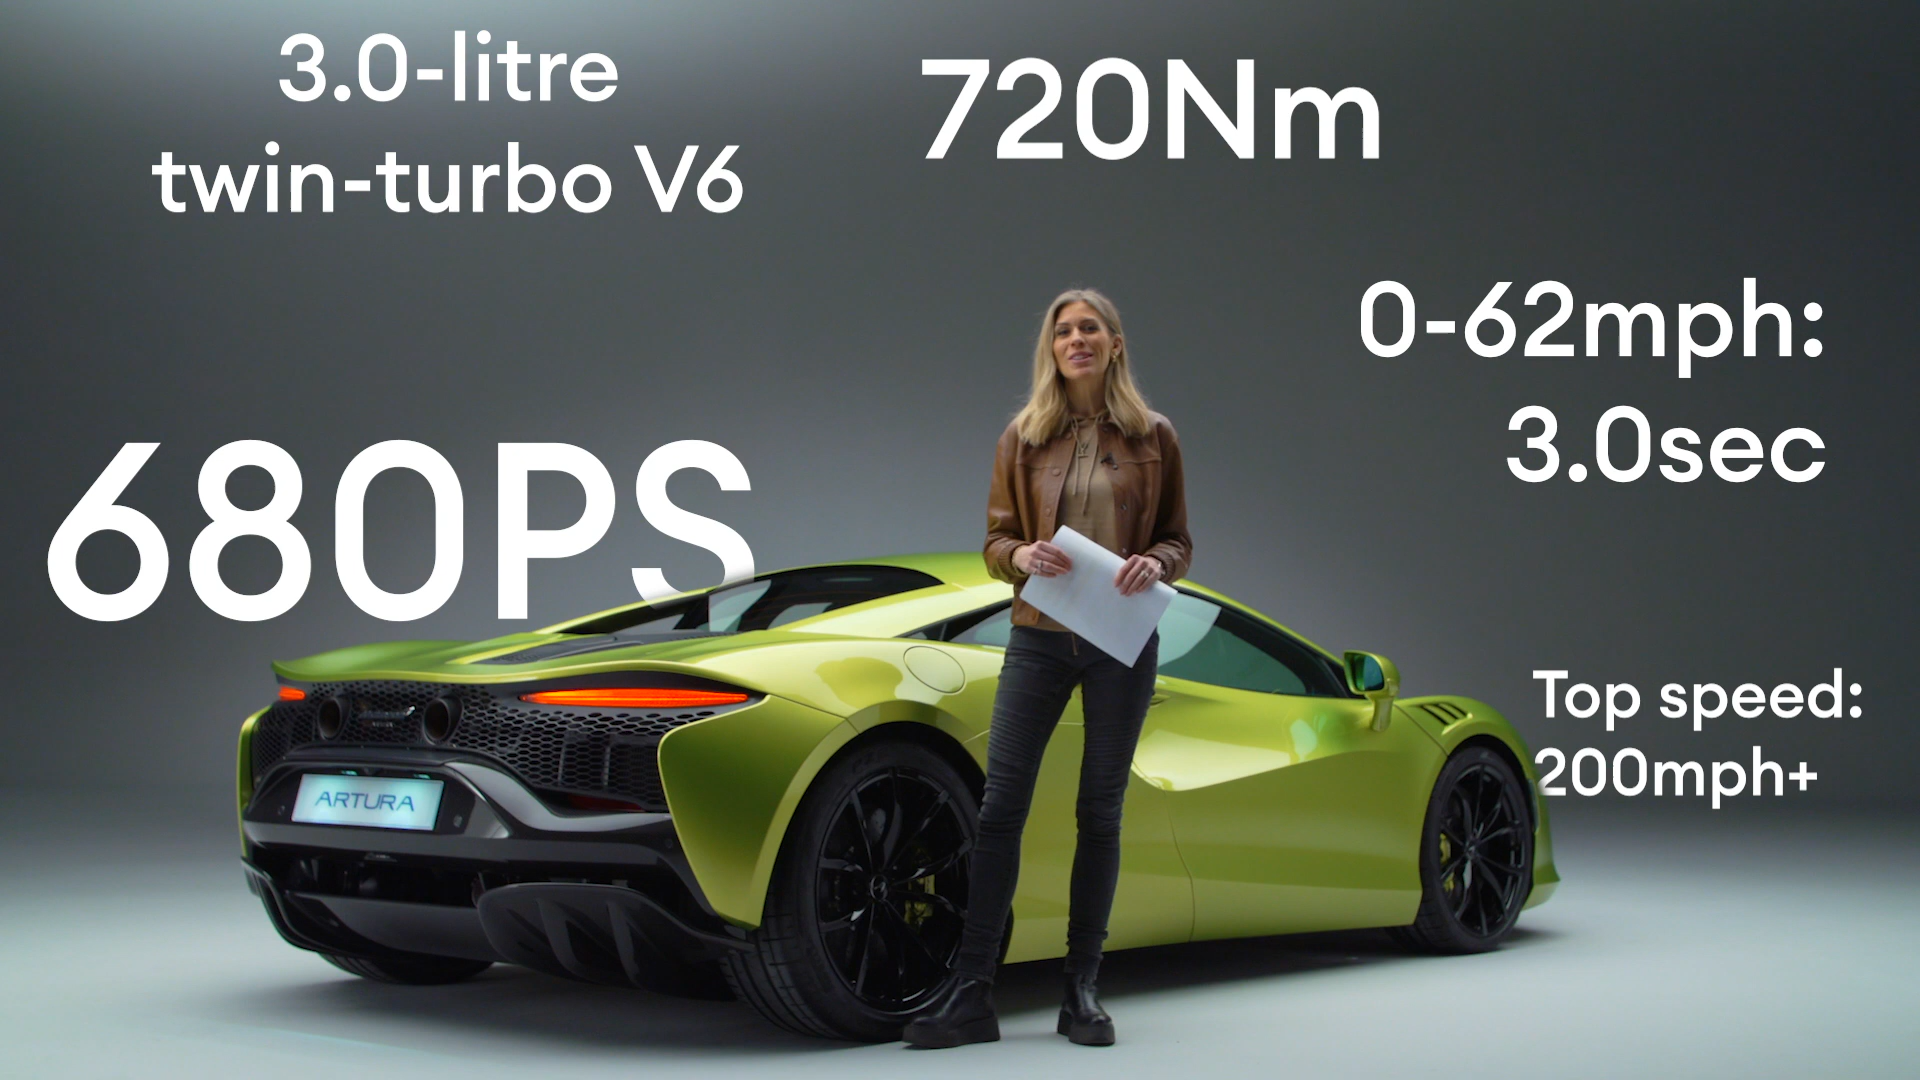 3.0-litre
twin-turbo V6
720Nm
0-62mph:
3.0sec
680PS
Top speed:
200mph+
ARTURA